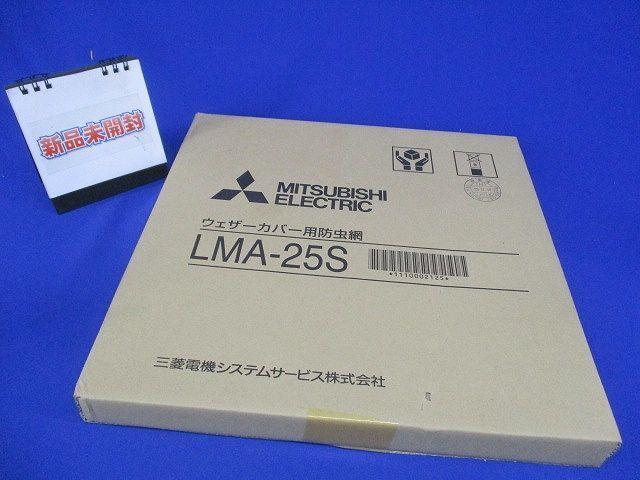 新品未開封
MITSUBISHI
ELECTRIC
ウェザーカバー用防虫網
LMA-25S
*1110002125*
三菱電機システムサービス株式会社